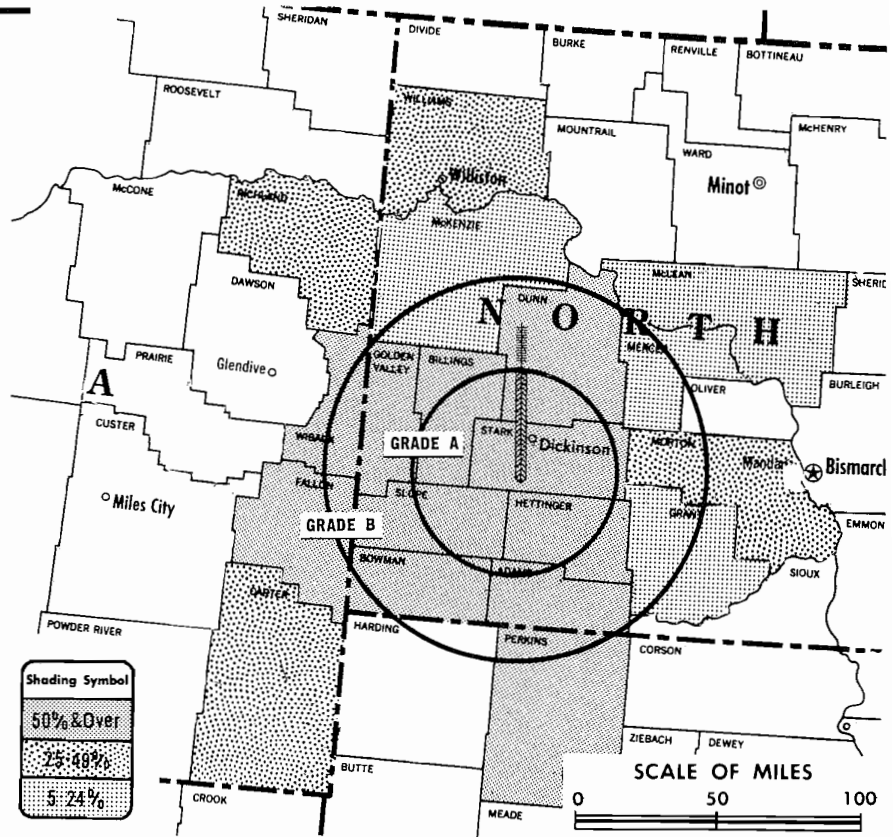 SHERIDAN
DIVIDE
BURKE
RENVILLE
BOTTINEAU
ROOSEVELT
WILLIAMS
MOUNTRAIL
McHENRY
WARD
Williston
Minot
McCONE
RICHLAND
McKENZIE
DAWSON
McLEAN
SHERID
DUNN
N O R T H
MERCER
PRAIRIE
Glendive
GOLDEN
VALLEY
BILLINGS
OLIVER
BURLEIGH
A
CUSTER
WIBAUX
GRADE A
STARK
Dickinson
MORTON
Mandan
Bismarck
Miles City
FALLON
SLOPE
HETTINGER
GRANT
EMMON
GRADE B
BOWMAN
ADAMS
SIOUX
CARTER
POWDER RIVER
HARDING
PERKINS
CORSON
Shading Symbol
50% & Over
25-49%
5-24%
ZIEBACH
DEWEY
BUTTE
SCALE OF MILES
0 50 100
CROOK
MEADE